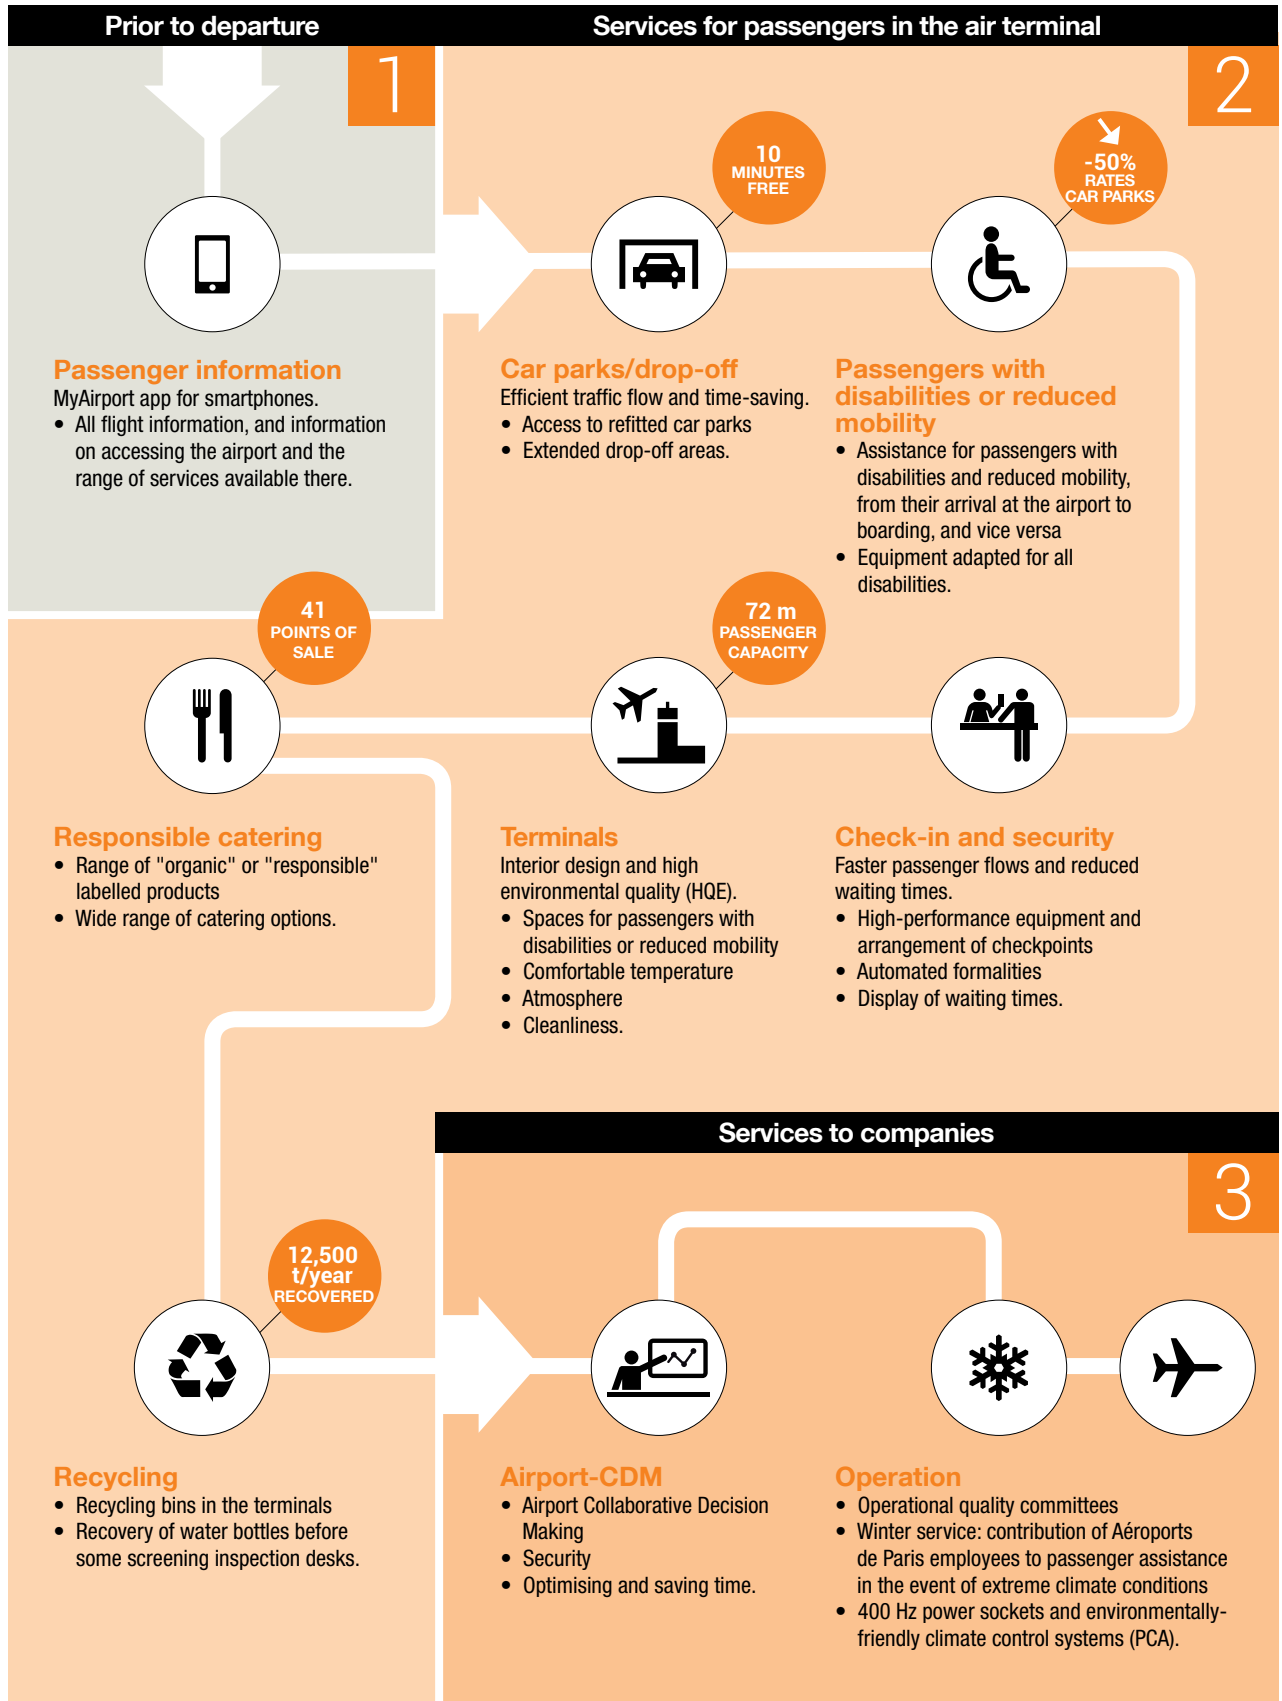 Prior to departure
1
Passenger information
MyAirport app for smartphones.
• All flight information, and information
on accessing the airport and the
range of services available there.
Services for passengers in the air terminal
2
10
MINUTES
FREE
Car parks/drop-off
Efficient traffic flow and time-saving.
• Access to refitted car parks
• Extended drop-off areas.
-50%
RATES
CAR PARKS
Passengers with
disabilities or reduced
mobility
• Assistance for passengers with
disabilities and reduced mobility,
from their arrival at the airport to
boarding, and vice versa
• Equipment adapted for all
disabilities.
Check-in and security
Faster passenger flows and reduced
waiting times.
• High-performance equipment and
arrangement of checkpoints
• Automated formalities
• Display of waiting times.
72 m
PASSENGER
CAPACITY
Terminals
Interior design and high
environmental quality (HQE).
• Spaces for passengers with
disabilities or reduced mobility
• Comfortable temperature
• Atmosphere
• Cleanliness.
41
POINTS OF
SALE
Responsible catering
• Range of "organic" or "responsible"
labelled products
• Wide range of catering options.
12,500
t/year
RECOVERED
Recycling
• Recycling bins in the terminals
• Recovery of water bottles before
some screening inspection desks.
Services to companies
3
Airport-CDM
• Airport Collaborative Decision
Making
• Security
• Optimising and saving time.
Operation
• Operational quality committees
• Winter service: contribution of Aéroports
de Paris employees to passenger assistance
in the event of extreme climate conditions
• 400 Hz power sockets and environmentally-
friendly climate control systems (PCA).